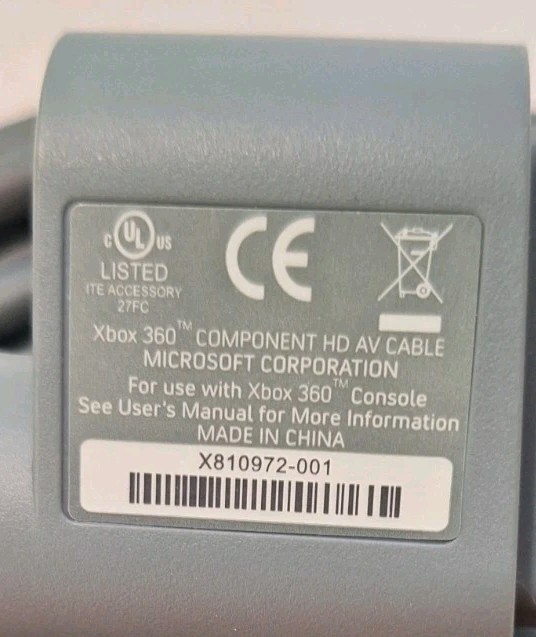 C UL US
LISTED
ITE ACCESSORY
27FC
CE
Xbox 360™ COMPONENT HD AV CABLE
MICROSOFT CORPORATION
For use with Xbox 360™ Console
See User's Manual for More Information
MADE IN CHINA
X810972-001